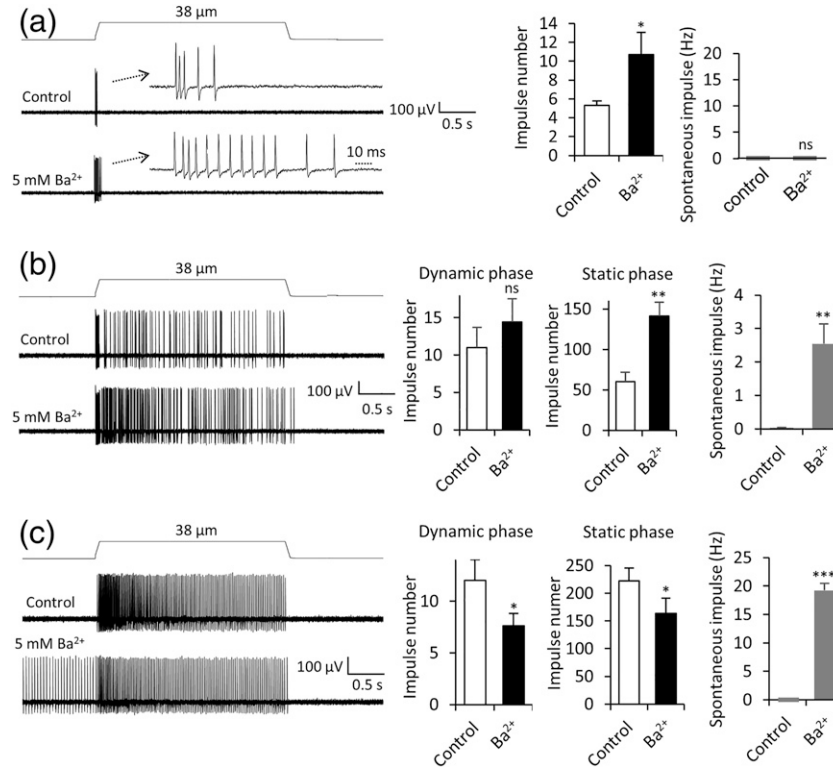 (a)
38 µm
Control
100 µV
0.5 s
10 ms
5 mM Ba²⁺
Impulse number
14
12
10
8
6
4
2
0
*
Control
Ba²⁺
Spontaneous impulse (Hz)
20
15
10
5
0
ns
control
Ba²⁺
(b)
38 µm
Control
100 µV
0.5 s
5 mM Ba²⁺
Dynamic phase
Impulse number
15
10
5
0
ns
Control
Ba²⁺
Static phase
Impulse number
150
100
50
0
**
Control
Ba²⁺
Spontaneous impulse (Hz)
4
3
2
1
0
**
Control
Ba²⁺
(c)
38 µm
Control
5 mM Ba²⁺
100 µV
0.5 s
Dynamic phase
Impulse number
12
8
4
0
*
Control
Ba²⁺
Static phase
Impulse number
250
200
150
100
50
0
*
Control
Ba²⁺
Spontaneous impulse (Hz)
25
20
15
10
5
0
***
Control
Ba²⁺